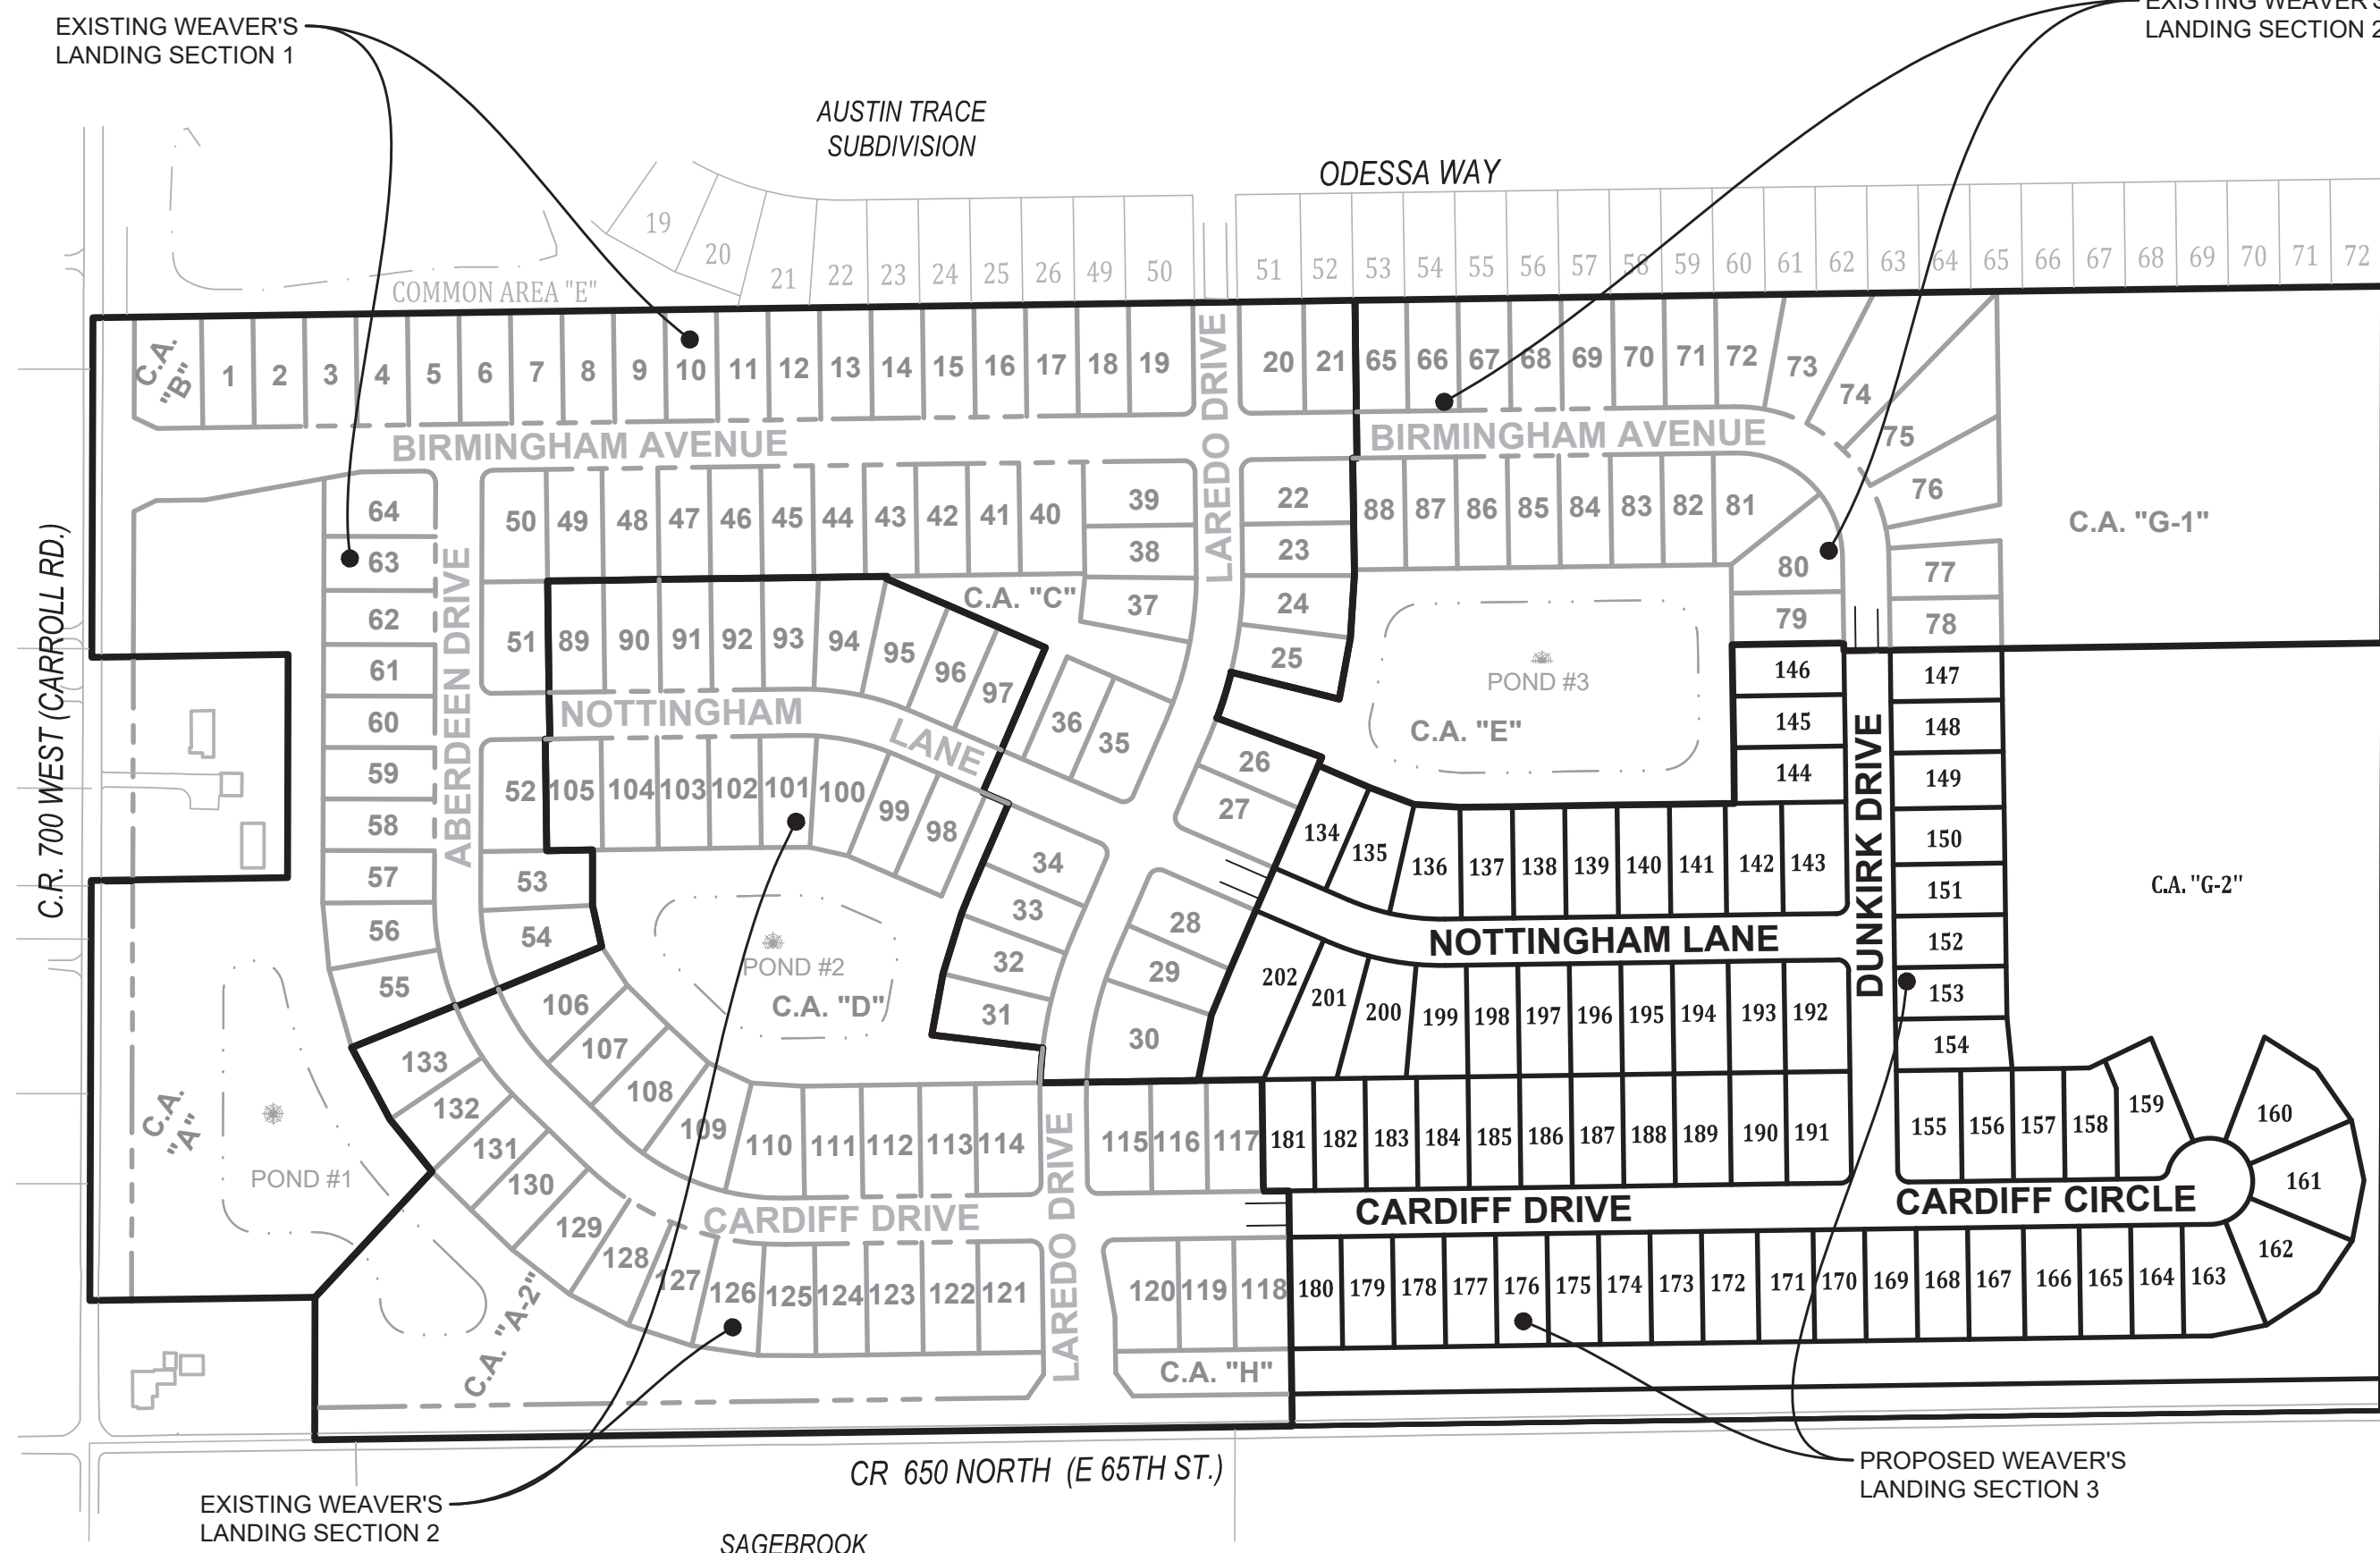 EXISTING WEAVER'S
LANDING SECTION 1
EXISTING WEAVER'S
LANDING SECTION 2
AUSTIN TRACE
SUBDIVISION
ODESSA WAY
19 20 21 22 23 24 25 26 49 50 51 52 53 54 55 56 57 58 59 60 61 62 63 64 65 66 67 68 69 70 71 72
COMMON AREA "E"
C.A.
"B"
1 2 3 4 5 6 7 8 9 10 11 12 13 14 15 16 17 18 19
LAREDO DRIVE
20 21 65 66 67 68 69 70 71 72 73 74 75 76
BIRMINGHAM AVENUE
BIRMINGHAM AVENUE
C.A. "G-1"
64 63 62 61 60 59 58 57 56 55
ABERDEEN DRIVE
C.R. 700 WEST (CARROLL RD.)
50 49 48 47 46 45 44 43 42 41 40 39 38 37
22 23 24 25
88 87 86 85 84 83 82 81 80 79
77 78
C.A. "C"
51 89 90 91 92 93 94 95 96 97
36 35
POND #3
C.A. "E"
146 145 144
147 148 149 150 151 152 153 154
DUNKIRK DRIVE
NOTTINGHAM
LANE
52 105 104 103 102 101 100 99 98
26 27
134 135 136 137 138 139 140 141 142 143
C.A. "G-2"
53 54
34 33 32 31
28 29 30
NOTTINGHAM LANE
POND #2
C.A. "D"
202 201 200 199 198 197 196 195 194 193 192
106 107 108 109 110 111 112 113 114
133 132 131 130 129 128 127 126 125 124 123 122 121
C.A.
"A"
POND #1
LAREDO DRIVE
115 116 117 181 182 183 184 185 186 187 188 189 190 191
155 156 157 158 159 160 161 162
CARDIFF DRIVE
CARDIFF DRIVE
CARDIFF CIRCLE
120 119 118 180 179 178 177 176 175 174 173 172 171 170 169 168 167 166 165 164 163
C.A. "A-2"
C.A. "H"
CR 650 NORTH (E 65TH ST.)
PROPOSED WEAVER'S
LANDING SECTION 3
EXISTING WEAVER'S
LANDING SECTION 2
SAGEBROOK